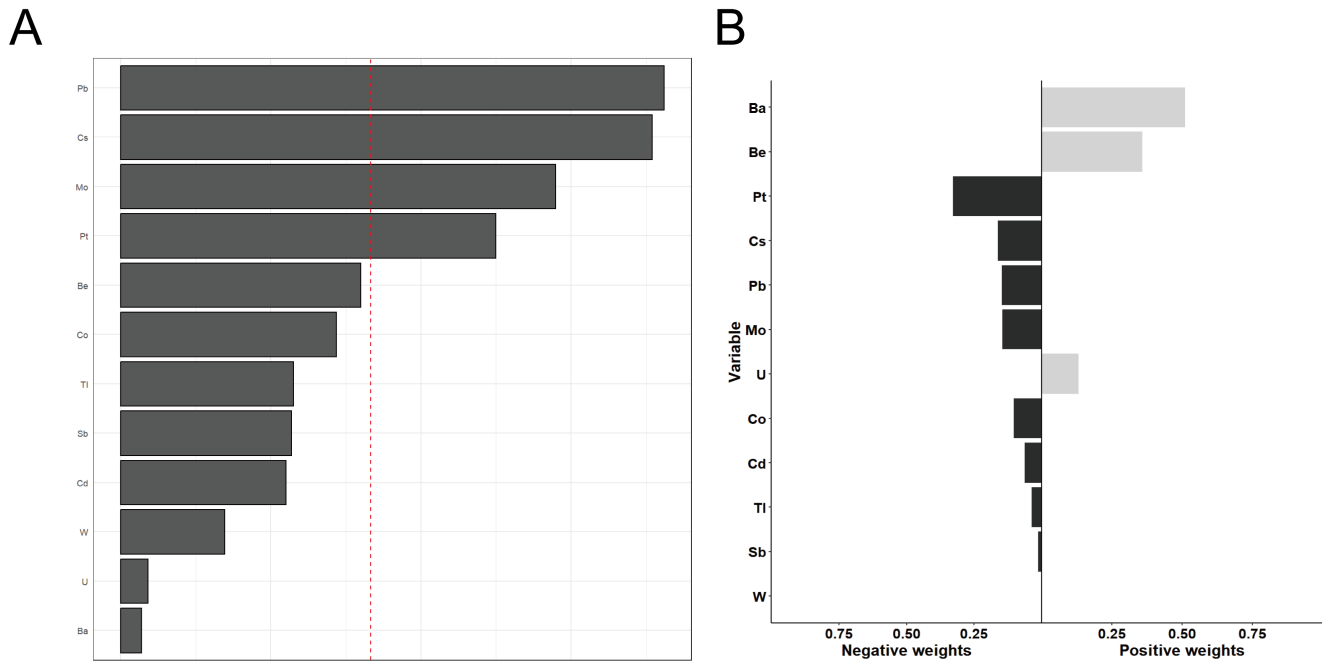 A
Pb
Cs
Mo
Pt
Be
Co
Tl
Sb
Cd
W
U
Ba
B
Variable
Ba
Be
Pt
Cs
Pb
Mo
U
Co
Cd
Tl
Sb
W
0.75 0.50 0.25 0.25 0.50 0.75
Negative weights Positive weights